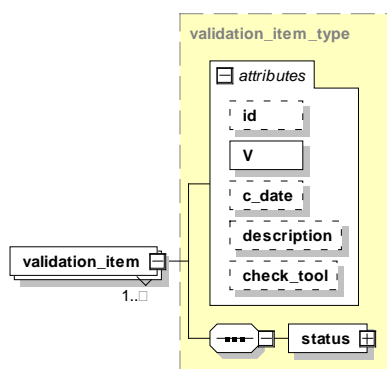 validation_item_type
attributes
id
V
c_date
description
check_tool
validation_item
1..
status